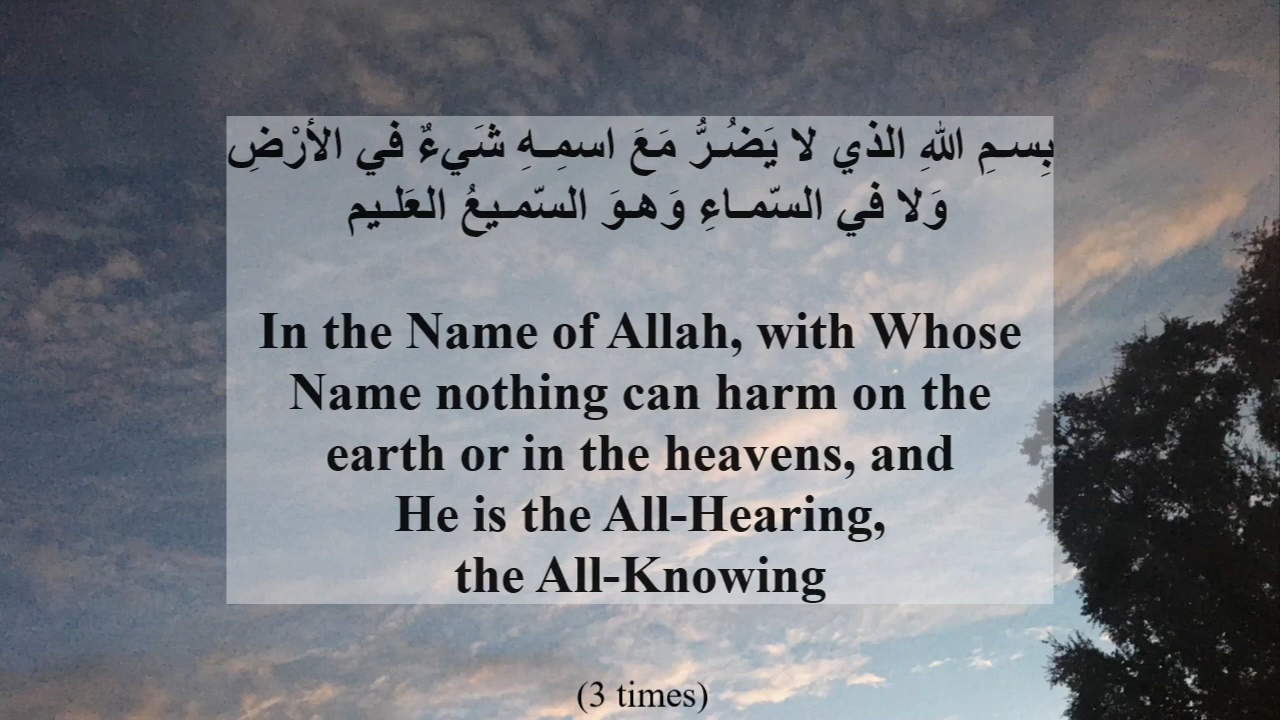 بِسـمِ اللهِ الذي لا يَضُـرُّ مَعَ اسمِـهِ شَيءٌ في الأرْضِ
وَلا في السّمـاءِ وَهـوَ السّمـيعُ العَلـيم
In the Name of Allah, with Whose
Name nothing can harm on the
earth or in the heavens, and
He is the All-Hearing,
the All-Knowing
(3 times)